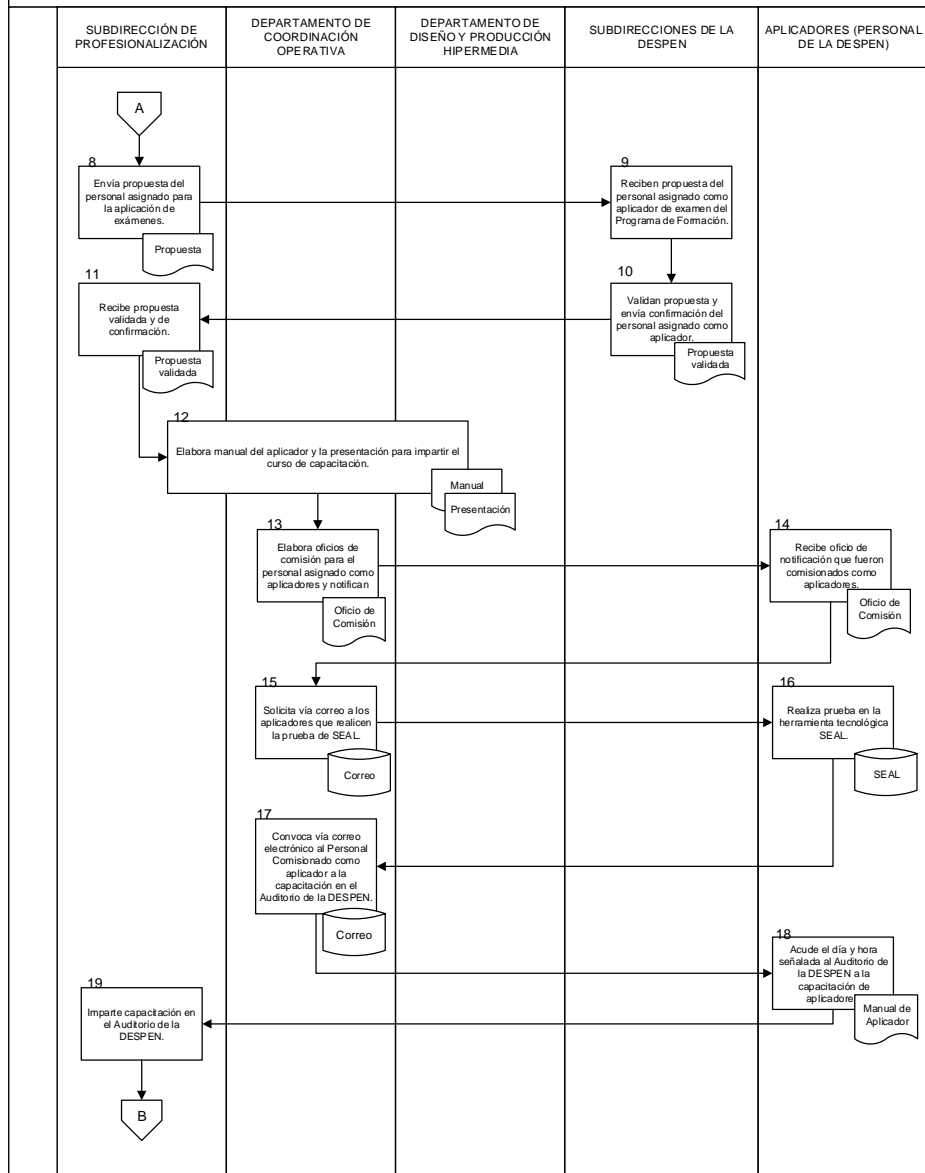 SUBDIRECCIÓN DE
PROFESIONALIZACIÓN
DEPARTAMENTO DE
COORDINACIÓN
OPERATIVA
DEPARTAMENTO DE
DISEÑO Y PRODUCCIÓN
HIPERMEDIA
SUBDIRECCIONES DE LA
DESPEN
APLICADORES (PERSONAL
DE LA DESPEN)
A
8
Envía propuesta del
personal asignado para
la aplicación de
exámenes.
Propuesta
9
Reciben propuesta del
personal asignado como
aplicador de examen del
Programa de Formación.
10
Validan propuesta y
envía confirmación del
personal asignado como
aplicador.
Propuesta
validada
11
Recibe propuesta
validada y de
confirmación.
Propuesta
validada
12
Elabora manual del aplicador y la presentación para impartir el
curso de capacitación.
Manual
Presentación
13
Elabora oficios de
comisión para el
personal asignado como
aplicadores y notifican
Oficio de
Comisión
14
Recibe oficio de
notificación que fueron
comisionados como
aplicadores.
Oficio de
Comisión
15
Solicita vía correo a los
aplicadores que realicen
la prueba de SEAL.
Correo
16
Realiza prueba en la
herramienta tecnológica
SEAL.
SEAL
17
Convoca vía correo
electrónico al Personal
Comisionado como
aplicador a la
capacitación en el
Auditorio de la DESPEN.
Correo
18
Acude el día y hora
señalada al Auditorio de
la DESPEN a la
capacitación de
aplicadore
Manual de
Aplicador
19
Imparte capacitación en
el Auditorio de la
DESPEN.
B